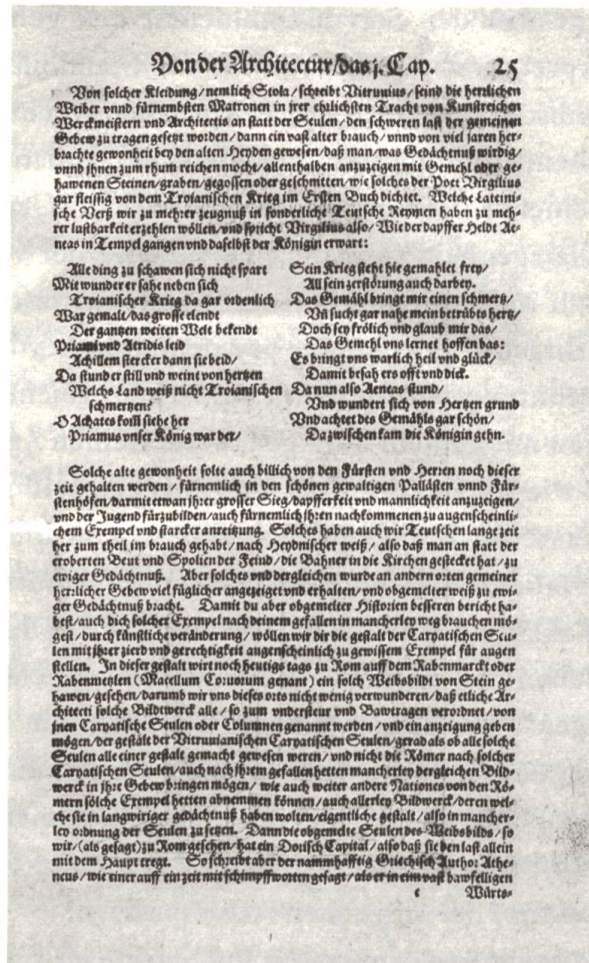 Von der Architectur/das j. Cap. 25
Von solcher Kleidung/nemlich Stola/schreibt Vitruuius/seind die herrlichen
Weiber vnnd fürnembsten Matronen in jrer ehrlichsten Tracht von Kunstreichen
Werckmeistern vnd Architectis an statt der Seulen/den schweren last der gemeinen
Gebew zu tragen gesetzt worden/dann ein vast alter brauch/vnnd von viel jaren her-
brachte gewonheit bey den alten Heyden gewesen/daß man/was Gedächtnuß wirdig/
vnnd jhnen zum rhum reichen mocht/allenthalben anzuzeigen mit Gemehl oder ge-
hawenen Steinen/graben/gegossen oder geschnitten/wie solches der Poet Virgilius
gar fleissig von dem Troianischen Krieg im Ersten Buch dichtet. Welche Lateini-
sche Verß wir zu mehrer zeugnuß in sonderliche Teutsche Reymen haben zu meh-
rer lustbarkeit erzehlen wöllen/vnd spricht Virgilius also/Wie der dapffer Heldt Ae-
neas in Tempel gangen vnd daselbst der Königin erwart:
Alle ding zu schawen sich nicht spart
Mit wunder er sahe neben sich
Troianischer Krieg da gar ordenlich
War gemalt/das grosse elendt
Der gantzen weiten Welt bekendt
Priami vnd Atridis leid
Achillem stercker dann sie beid/
Da stund er still vnd weint von hertzen
Welchs Land weiß nicht Troianischen
schmertzen?
O Achates kom̃ siehe her
Priamus vnser König war der/
Sein Krieg steht hie gemahlet frey/
All sein zerstörung auch darbey.
Das Gemähl bringt mir einen schmertz/
Vñ sucht gar nahe mein betrübts hertz/
Doch sey frölich vnd glaub mir das/
Das Gemehl vns lernet hoffen bas:
Es bringt vns warlich heil vnd glück/
Damit besah ers offt vnd dick.
Da nun also Aeneas stund/
Vnd wundert sich von Hertzen grund
Vnd achtet des Gemähls gar schön/
Da zwischen kam die Königin gehn.
Solche alte gewonheit solte auch billich von den Fürsten vnd Herren noch dieser
zeit gehalten werden/fürnemlich in den schönen gewaltigen Pallästen vnnd Für-
stenhöfen/darmit etwan jhrer grosser Sieg/dapfferkeit vnd mannlichkeit anzuzeigen/
vnd der Jugend fürzubilden/auch fürnemlich jhren nachkommenen zu augenscheinli-
chem Exempel vnd starcker anreitzung. Solches haben auch wir Teutschen lange zeit
her zum theil im brauch gehabt/nach Heydnischer weiß/also daß man an statt der
eroberten Beut vnd Spolien der Feind/die Bahner in die Kirchen gestecket hat/zu
ewiger Gedächtnuß. Aber solches vnd dergleichen wurde an andern orten gemeiner
herrlicher Gebew viel füglicher angezeiget vnd erhalten/vnd obgemelter weiß zu ewi-
ger Gedächtnuß bracht. Damit du aber obgemelter Historien besseren bericht ha-
best/auch dich solcher Exempel nach deinem gefallen in mancherley weg brauchen mö-
gest/durch künstliche veränderung/wöllen wir dir die gestalt der Caryatischen Seu-
len mit jhrer zierd vnd gerechtigkeit augenscheinlich zu gewissem Exempel für augen
stellen. In dieser gestalt wirt noch heutigs tags zu Rom auff dem Rabenmarckt oder
Rabenmetzlen (Macellum Coruorum genant) ein solch Weibsbild von Stein ge-
hawen/gesehen/darumb wir vns dieses orts nicht wenig verwunderen/daß etliche Ar-
chitecti solche Bildtwerck alle/so zum vndersteur vnd Bawtragen verordnet/von
jnen Caryatische Seulen oder Columnen genannt werden/vnd ein anzeigung geben
mögen/der gestalt der Vitruuianischen Caryatischen Seulen/gerad als ob alle solche
Seulen alle einer gestalt gemacht gewesen weren/vnd nicht die Römer nach solcher
Caryatischen Seulen/auch nach jhrem gefallen hetten mancherley dergleichen Bild-
werck in jhre Gebew bringen mögen/wie auch weiter andere Nationes von den Rö-
mern sölche Exempel hetten abnemmen können/auch allerley Bildwerck/deren wel-
che sie in langwiriger gedächtnuß haben wolten/eigentliche gestalt/also in mancher-
ley ordnung der Seulen zu setzen. Dann die obgemelte Seulen des Weibsbilds/so
wir/(als gesagt) zu Rom gesehen/hat ein Dorisch Capital/also daß sie den last allein
mit dem Haupt tregt. So schreibt aber der nammhafftig Griechisch Author Athe-
neus/wie einer auff ein zeit mit schimpffworten gesagt/als er in eim vast bawfelligen
c Würts-